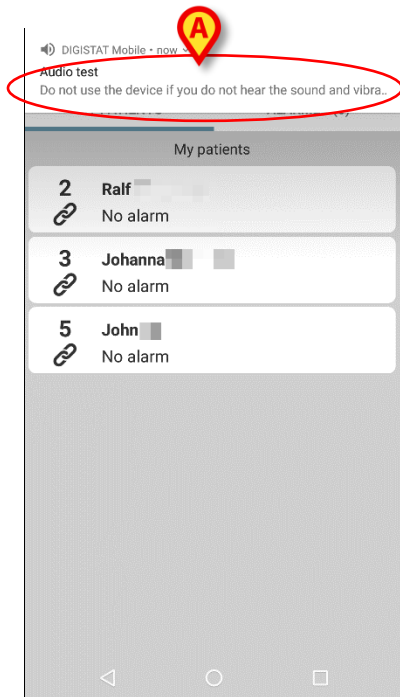 A
DIGISTAT Mobile • now
Audio test
Do not use the device if you do not hear the sound and vibra..
My patients
2 Ralf
No alarm
3 Johanna
No alarm
5 John
No alarm